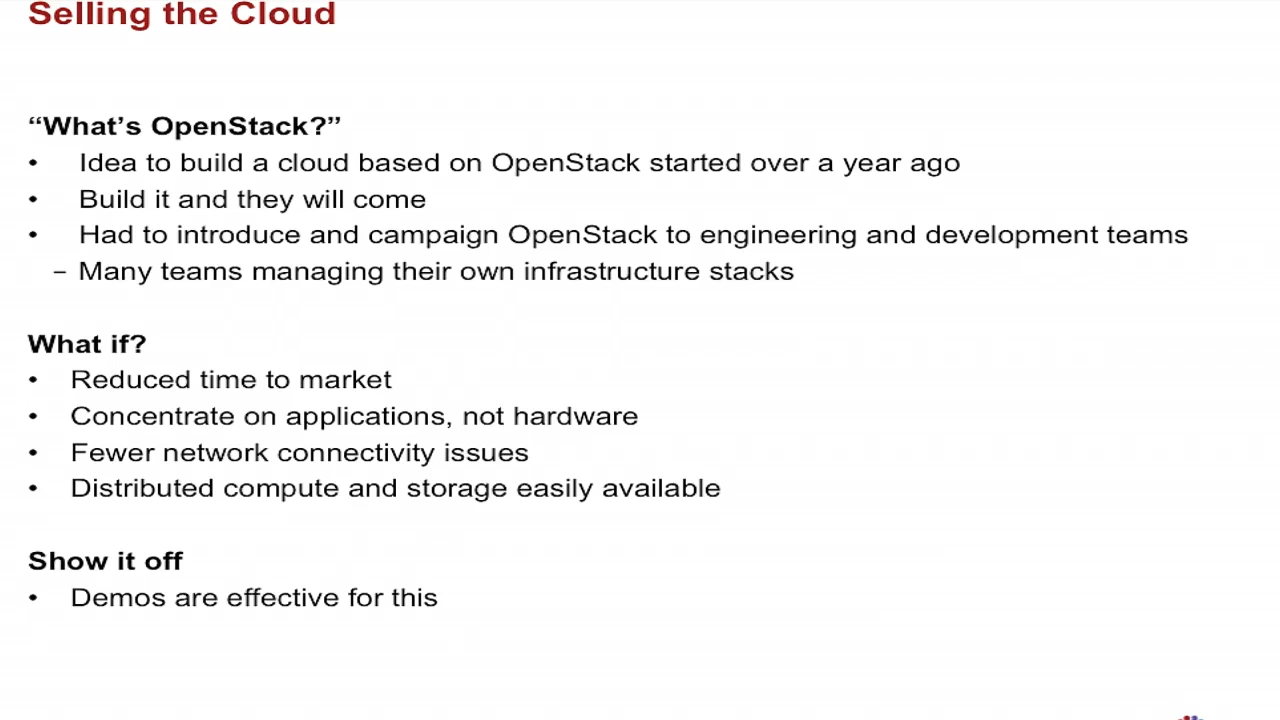 Selling the Cloud
“What’s OpenStack?”
• Idea to build a cloud based on OpenStack started over a year ago
• Build it and they will come
• Had to introduce and campaign OpenStack to engineering and development teams
– Many teams managing their own infrastructure stacks
What if?
• Reduced time to market
• Concentrate on applications, not hardware
• Fewer network connectivity issues
• Distributed compute and storage easily available
Show it off
• Demos are effective for this